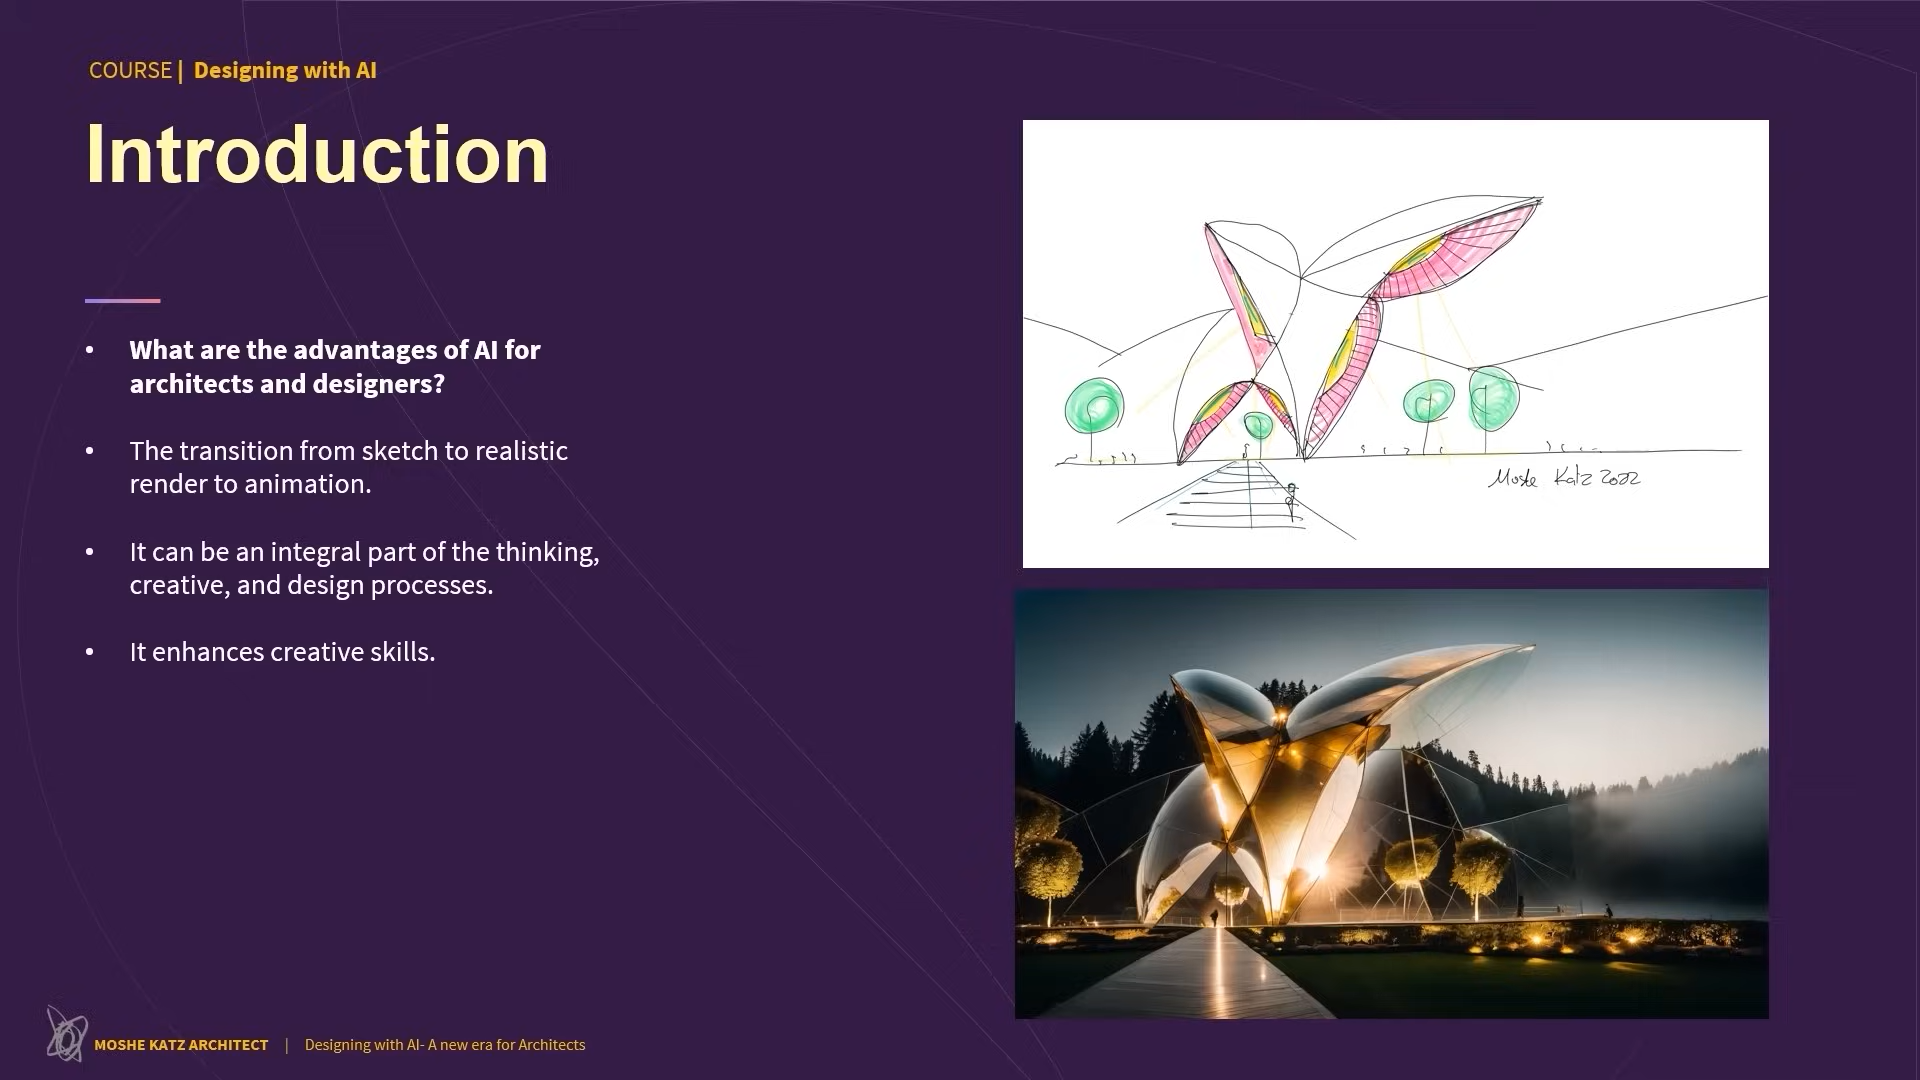 COURSE | Designing with AI
Introduction
• What are the advantages of AI for
architects and designers?
• The transition from sketch to realistic
render to animation.
• It can be an integral part of the thinking,
creative, and design processes.
• It enhances creative skills.
Moshe Katz 2022
MOSHE KATZ ARCHITECT | Designing with AI- A new era for Architects